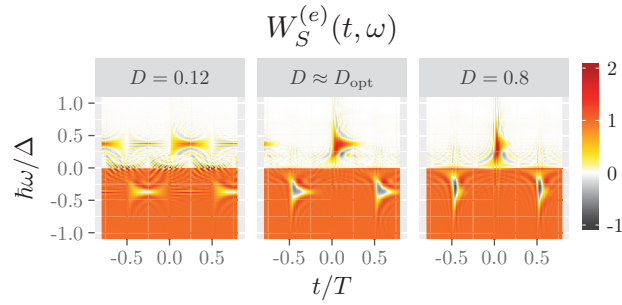 W_S^{(e)}(t, ω)
D = 0.12
D ≈ D_opt
D = 0.8
ħω/Δ
1.0
0.5
0.0
-0.5
-1.0
-0.5 0.0 0.5
-0.5 0.0 0.5
-0.5 0.0 0.5
t/T
2
1
0
-1